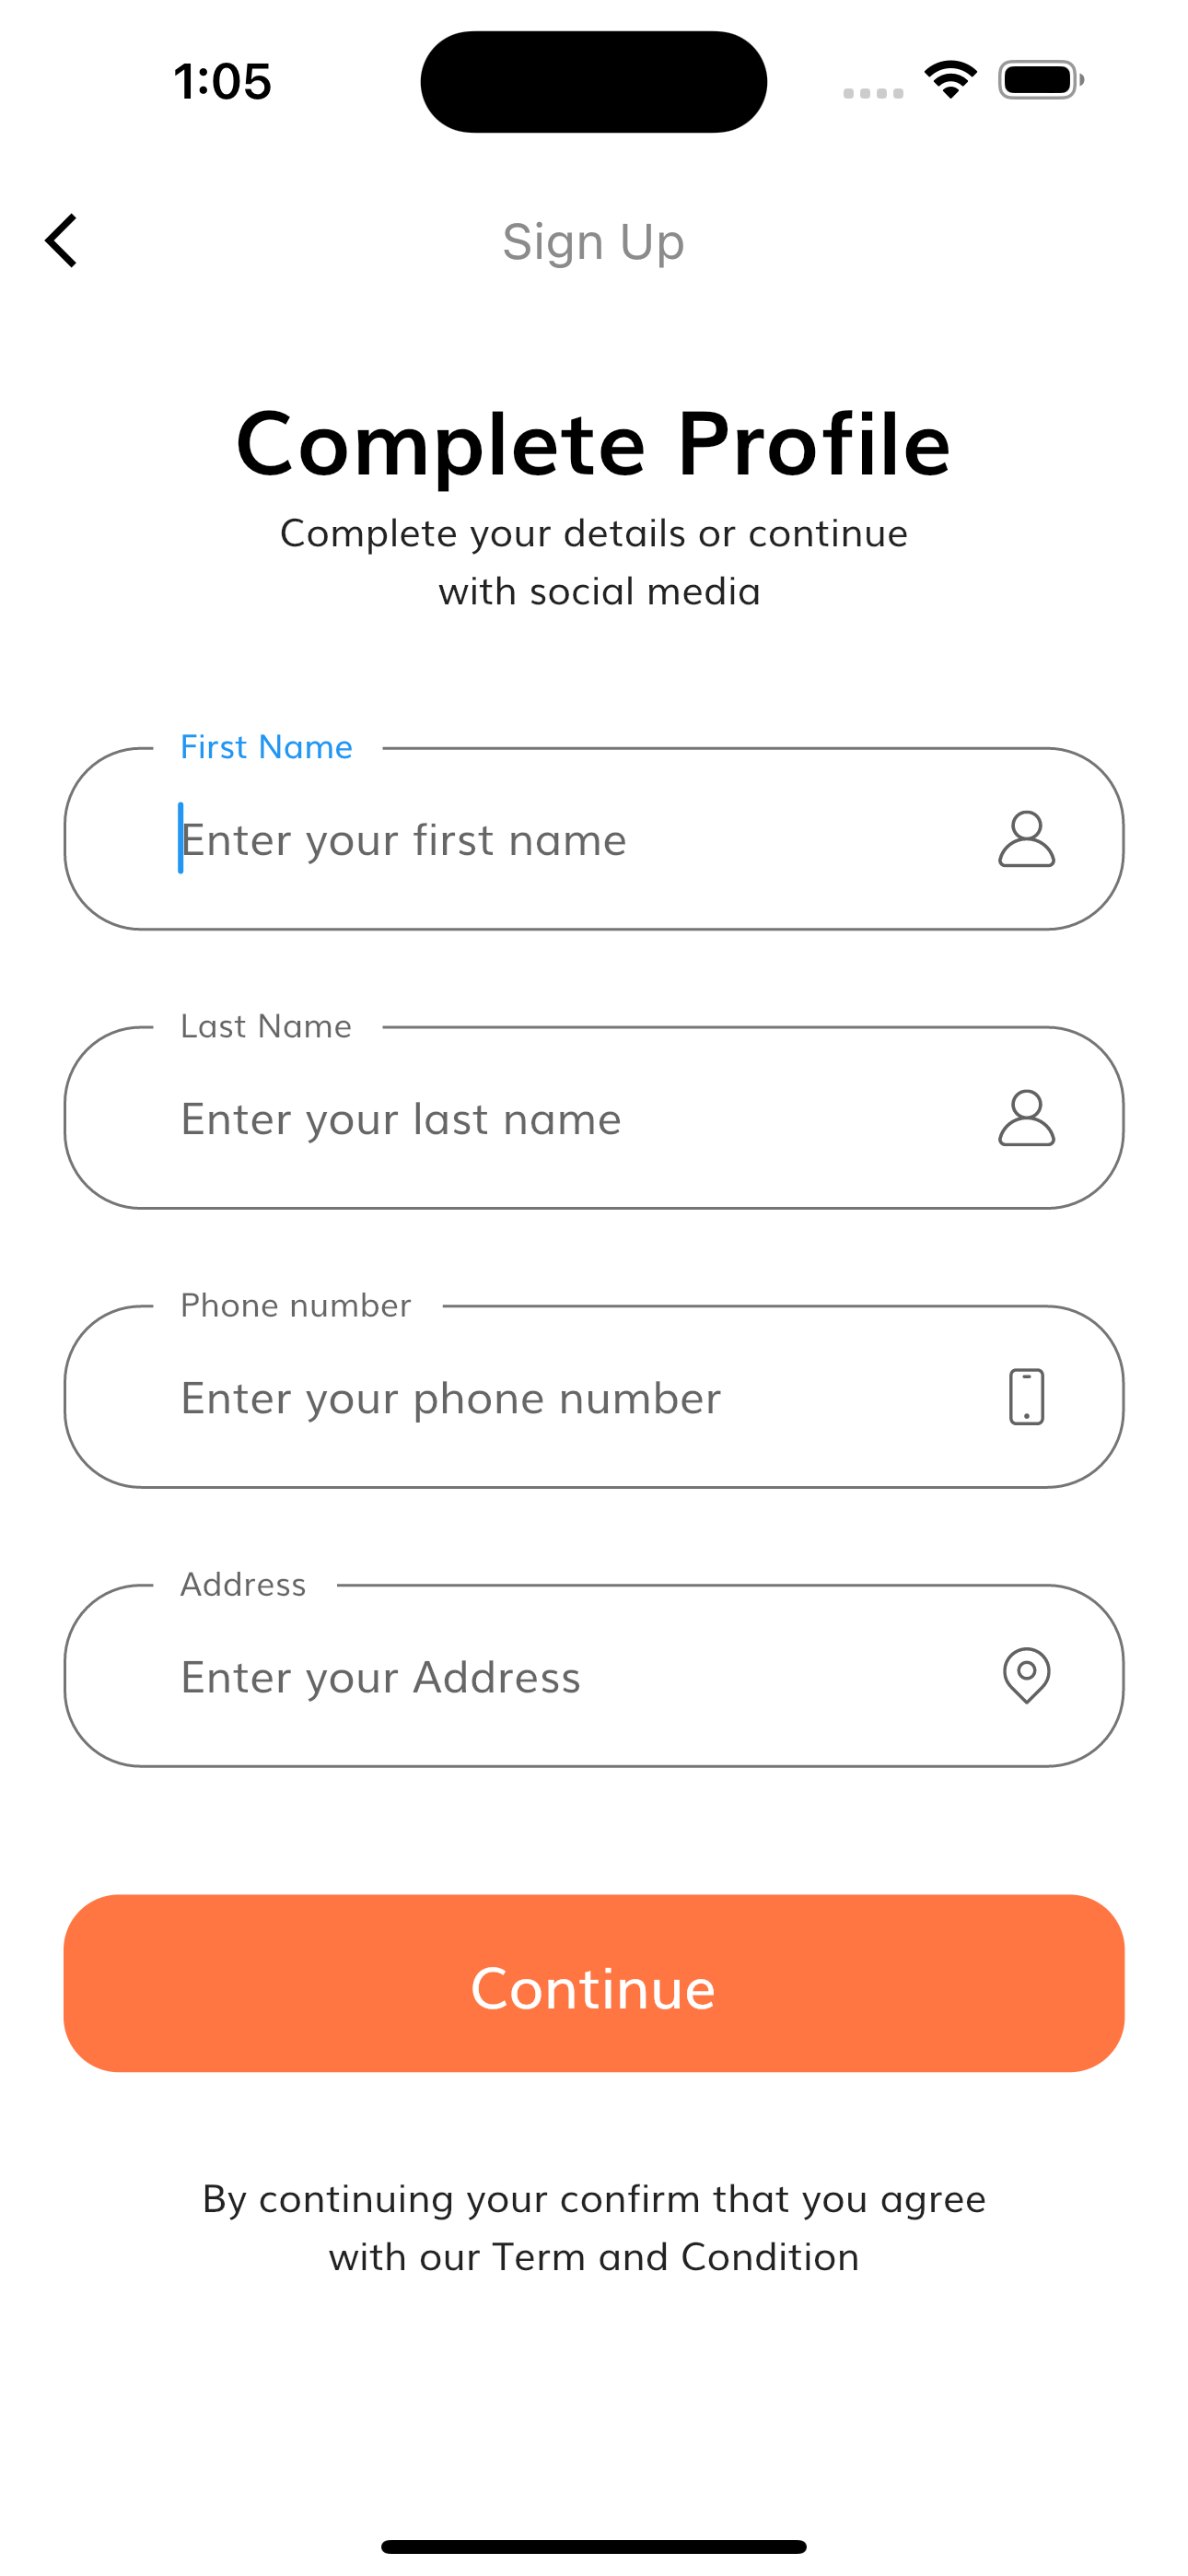 1:05
Sign Up
Complete Profile
Complete your details or continue
with social media
First Name
Enter your first name
Last Name
Enter your last name
Phone number
Enter your phone number
Address
Enter your Address
Continue
By continuing your confirm that you agree
with our Term and Condition